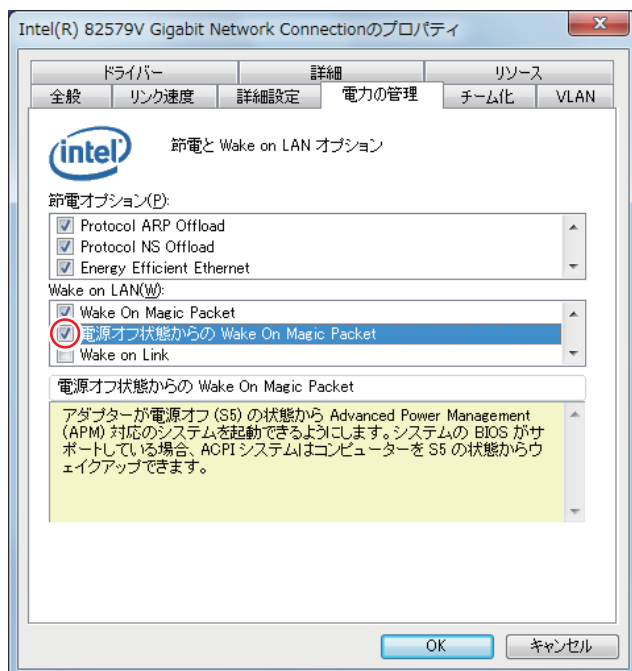 Intel(R) 82579V Gigabit Network Connectionのプロパティ
ドライバー 詳細 リソース
全般 リンク速度 詳細設定 電力の管理 チーム化 VLAN
intel 節電と Wake on LAN オプション
節電オプション(P):
Protocol ARP Offload
Protocol NS Offload
Energy Efficient Ethernet
Wake on LAN(W):
Wake On Magic Packet
電源オフ状態からの Wake On Magic Packet
Wake on Link
電源オフ状態からの Wake On Magic Packet
アダプターが電源オフ (S5) の状態から Advanced Power Management
(APM) 対応のシステムを起動できるようにします。システムの BIOS がサ
ポートしている場合、ACPI システムはコンピューターを S5 の状態からウ
ェイクアップできます。
OK キャンセル